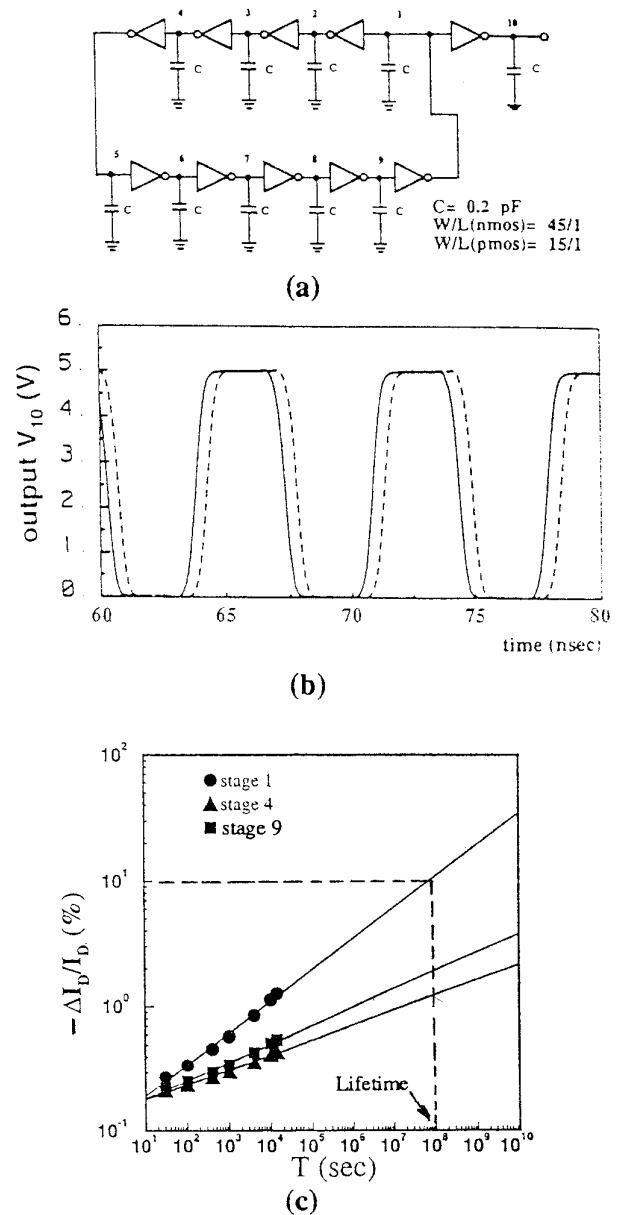 4 3 2 1 10
C C C C C
5 6 7 8 9
C C C C C
C= 0.2 pF
W/L(nmos)= 45/1
W/L(pmos)= 15/1
(a)
output V10 (V)
6
5
4
3
2
1
0
60 65 70 75 80
time (nsec)
(b)
−ΔID/ID (%)
10^2
10^1
10^0
10^-1
stage 1
stage 4
stage 9
Lifetime
10^1 10^2 10^3 10^4 10^5 10^6 10^7 10^8 10^9 10^10
T (sec)
(c)